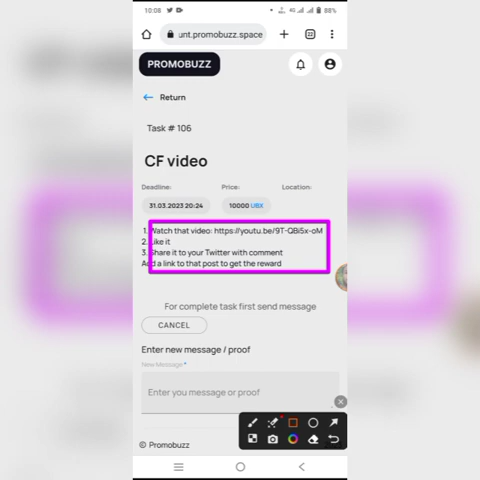 10:08
4G
88%
unt.promobuzz.space
PROMOBUZZ
Return
Task # 106
CF video
Deadline: Price: Location:
31.03.2023 20:24 10000 UBX
1. Watch that video: https://youtu.be/9T-QBi5x-oM
2. Like it
3. Share it to your Twitter with comment
Add a link to that post to get the reward
For complete task first send message
CANCEL
Enter new message / proof
New Message *
Enter you message or proof
© Promobuzz